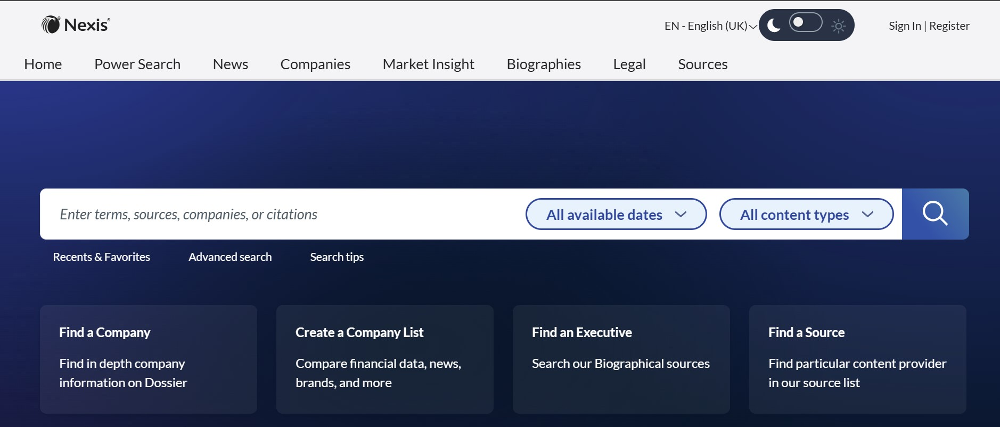 Nexis®
EN - English (UK)
Sign In | Register
Home
Power Search
News
Companies
Market Insight
Biographies
Legal
Sources
Enter terms, sources, companies, or citations
All available dates
All content types
Recents & Favorites
Advanced search
Search tips
Find a Company
Find in depth company
information on Dossier
Create a Company List
Compare financial data, news,
brands, and more
Find an Executive
Search our Biographical sources
Find a Source
Find particular content provider
in our source list